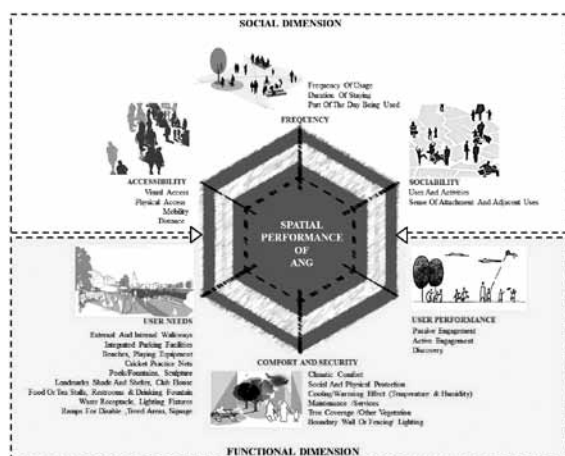 SOCIAL DIMENSION
Frequency Of Usage
Duration Of Staying
Part Of The Day Being Used
FREQUENCY
ACCESSIBILITY
Visual Access
Physical Access
Mobility
Distance
SOCIABILITY
Uses And Activities
Sense Of Attachment And Adjacent Uses
SPATIAL
PERFORMANCE
OF
ANG
USER NEEDS
External And Internal Walkways
Integrated Parking Facilities
Benches, Playing Equipment
Cricket Practice Nets
Pools/Fountains, Sculpture
Landmarks Shade And Shelter, Club House
Food Or Tea Stalls, Restrooms & Drinking Fountain
Waste Receptacle, Lighting Fixtures
Ramps For Disable ,Treed Areas, Signage
USER PERFORMANCE
Passive Engagement
Active Engagement
Discovery
COMFORT AND SECURITY
Climatic Comfort
Social And Physical Protection
Cooling/Warming Effect (Temperature & Humidity)
Maintenance /Services
Tree Coverage /Other Vegetation
Boundary Wall Or Fencing/ Lighting
FUNCTIONAL DIMENSION